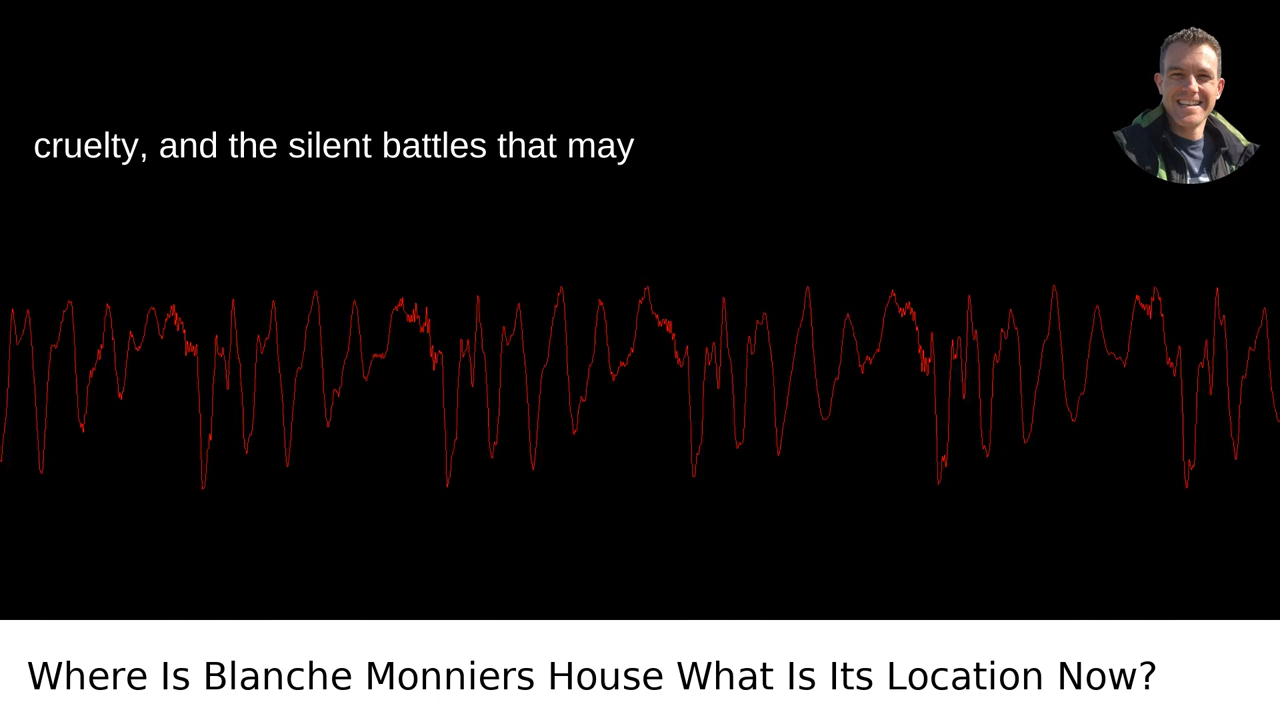 cruelty, and the silent battles that may
Where Is Blanche Monniers House What Is Its Location Now?